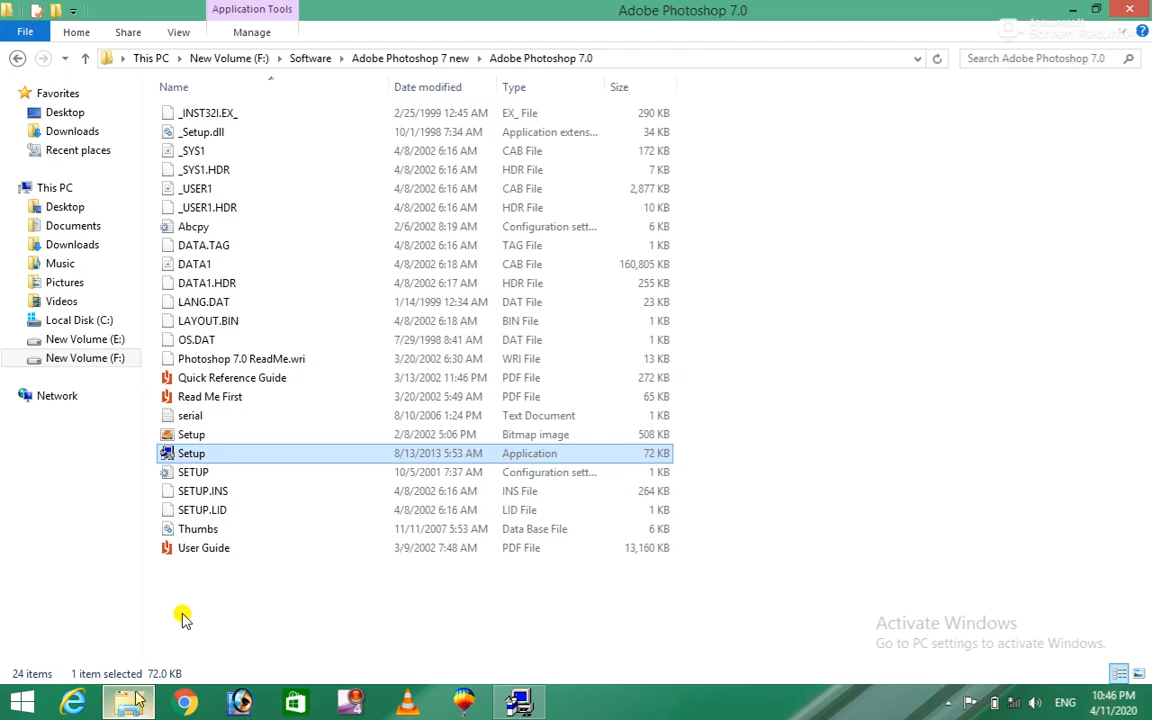 Application Tools
Adobe Photoshop 7.0
File Home Share View Manage
This PC New Volume (F:) Software Adobe Photoshop 7 new Adobe Photoshop 7.0
Search Adobe Photoshop 7.0
Name Date modified Type Size
Favorites
Desktop
Downloads
Recent places
This PC
Desktop
Documents
Downloads
Music
Pictures
Videos
Local Disk (C:)
New Volume (E:)
New Volume (F:)
Network
_INST32I.EX_ 2/25/1999 12:45 AM EX_ File 290 KB
_Setup.dll 10/1/1998 7:34 AM Application extens... 34 KB
_SYS1 4/8/2002 6:16 AM CAB File 172 KB
_SYS1.HDR 4/8/2002 6:16 AM HDR File 7 KB
_USER1 4/8/2002 6:16 AM CAB File 2,877 KB
_USER1.HDR 4/8/2002 6:16 AM HDR File 10 KB
Abcpy 2/6/2002 8:19 AM Configuration sett... 6 KB
DATA.TAG 4/8/2002 6:16 AM TAG File 1 KB
DATA1 4/8/2002 6:18 AM CAB File 160,805 KB
DATA1.HDR 4/8/2002 6:17 AM HDR File 255 KB
LANG.DAT 1/14/1999 12:34 AM DAT File 23 KB
LAYOUT.BIN 4/8/2002 6:18 AM BIN File 1 KB
OS.DAT 7/29/1998 8:41 AM DAT File 1 KB
Photoshop 7.0 ReadMe.wri 3/20/2002 6:30 AM WRI File 13 KB
Quick Reference Guide 3/13/2002 11:46 PM PDF File 272 KB
Read Me First 3/20/2002 5:49 AM PDF File 65 KB
serial 8/10/2006 1:24 PM Text Document 1 KB
Setup 2/8/2002 5:06 PM Bitmap image 508 KB
Setup 8/13/2013 5:53 AM Application 72 KB
SETUP 10/5/2001 7:37 AM Configuration sett... 1 KB
SETUP.INS 4/8/2002 6:16 AM INS File 264 KB
SETUP.LID 4/8/2002 6:16 AM LID File 1 KB
Thumbs 11/11/2007 5:53 AM Data Base File 6 KB
User Guide 3/9/2002 7:48 AM PDF File 13,160 KB
Activate Windows
Go to PC settings to activate Windows.
24 items 1 item selected 72.0 KB
ENG
10:46 PM
4/11/2020